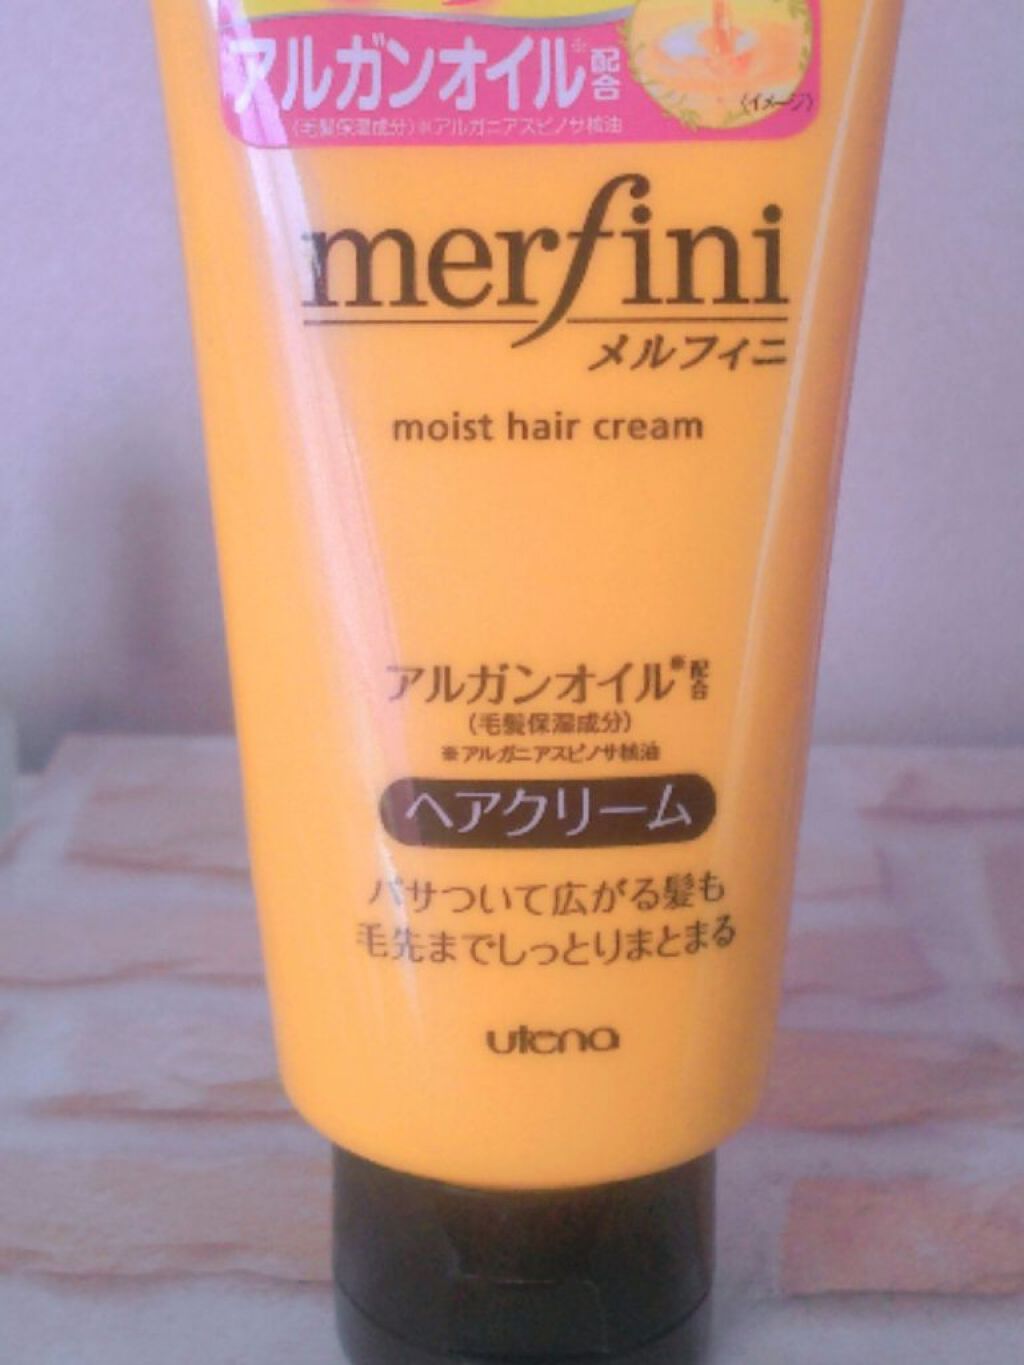 アルガンオイル※配合
〈イメージ〉
(毛髪保湿成分)※アルガニアスピノサ核油
merfini
メルフィニ
moist hair cream
アルガンオイル※配合
(毛髪保湿成分)
※アルガニアスピノサ核油
ヘアクリーム
パサついて広がる髪も
毛先までしっとりまとまる
utena